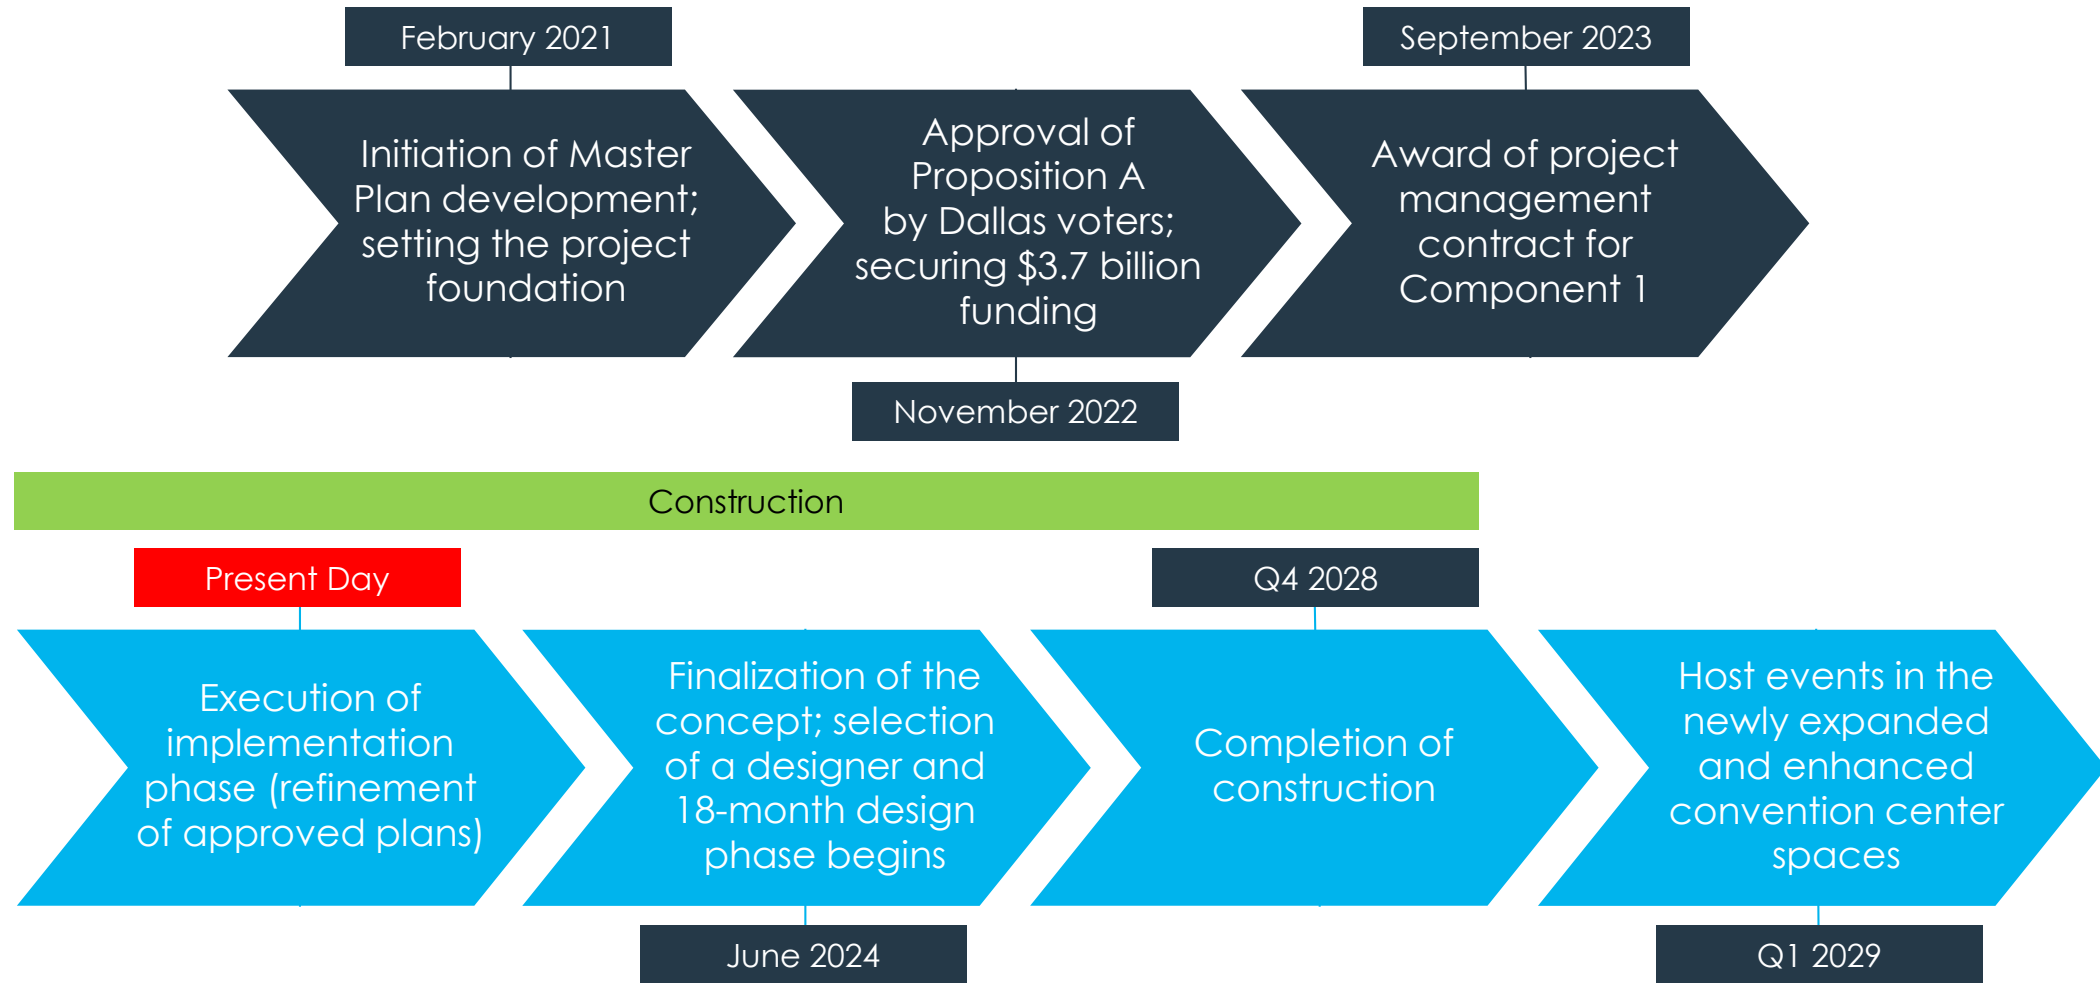 February 2021
Initiation of Master
Plan development;
setting the project
foundation
Approval of
Proposition A
by Dallas voters;
securing $3.7 billion
funding
November 2022
September 2023
Award of project
management
contract for
Component 1
Construction
Present Day
Execution of
implementation
phase (refinement
of approved plans)
Finalization of the
concept; selection
of a designer and
18-month design
phase begins
June 2024
Q4 2028
Completion of
construction
Host events in the
newly expanded
and enhanced
convention center
spaces
Q1 2029